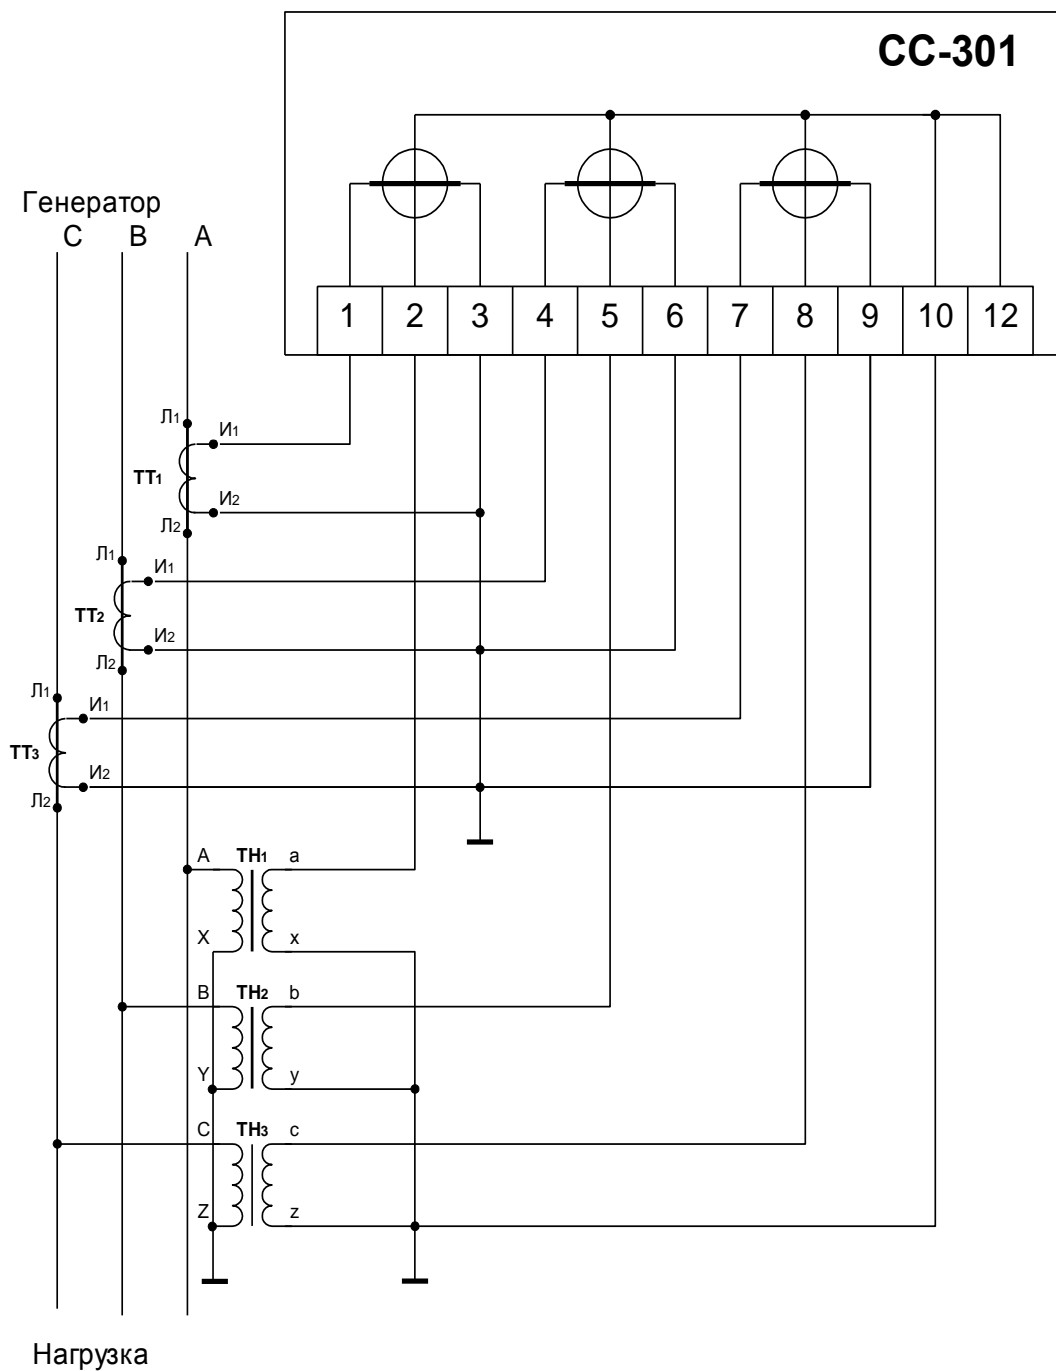 СС-301
Генератор
С В А
1 2 3 4 5 6 7 8 9 10 12
Л1
И1
ТТ1
И2
Л2
Л1
И1
ТТ2
И2
Л2
Л1
И1
ТТ3
И2
Л2
A ТН1 a
X x
B ТН2 b
Y y
C ТН3 c
Z z
Нагрузка